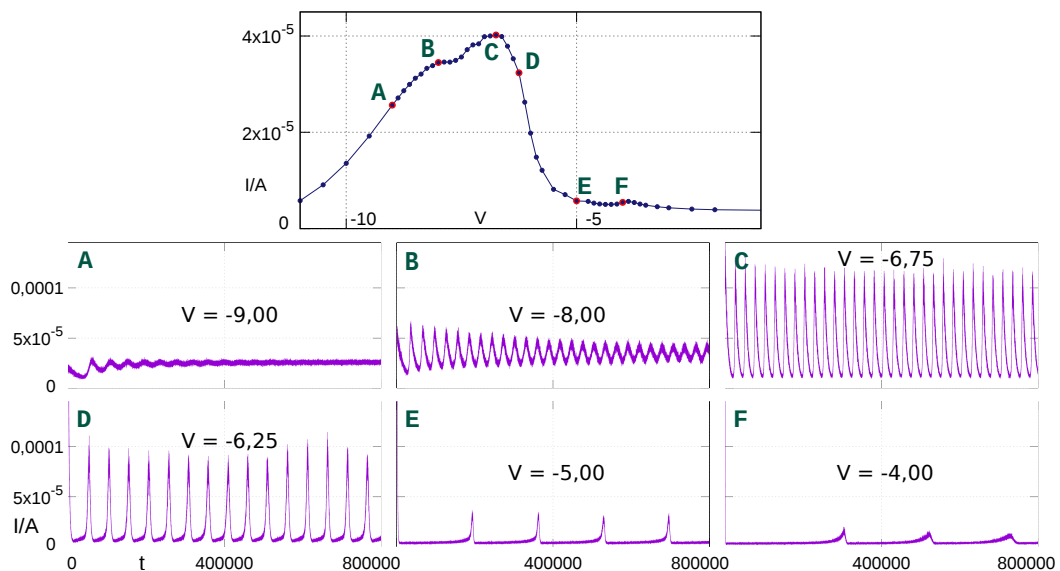 4x10-5
B
C
D
A
2x10-5
I/A
E
F
0
-10
V
-5
A
B
C
V = -6,75
0,0001
V = -9,00
V = -8,00
5x10-5
0
D
E
F
V = -6,25
0,0001
V = -5,00
V = -4,00
5x10-5
I/A
0
0
t
400000
800000
400000
800000
400000
800000